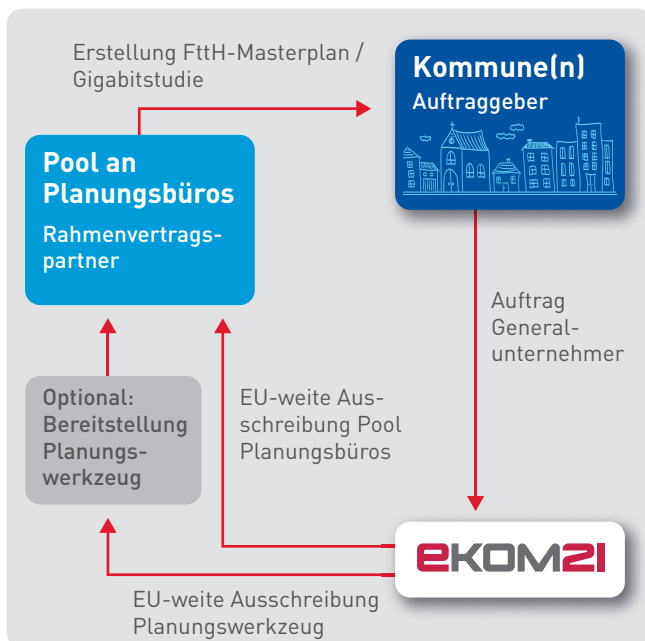 Erstellung FttH-Masterplan /
Gigabitstudie
Kommune(n)
Auftraggeber
Pool an
Planungsbüros
Rahmenvertrags-
partner
Auftrag
General-
unternehmer
Optional:
Bereitstellung
Planungs-
werkzeug
EU-weite Aus-
schreibung Pool
Planungsbüros
eKOM21
EU-weite Ausschreibung
Planungswerkzeug